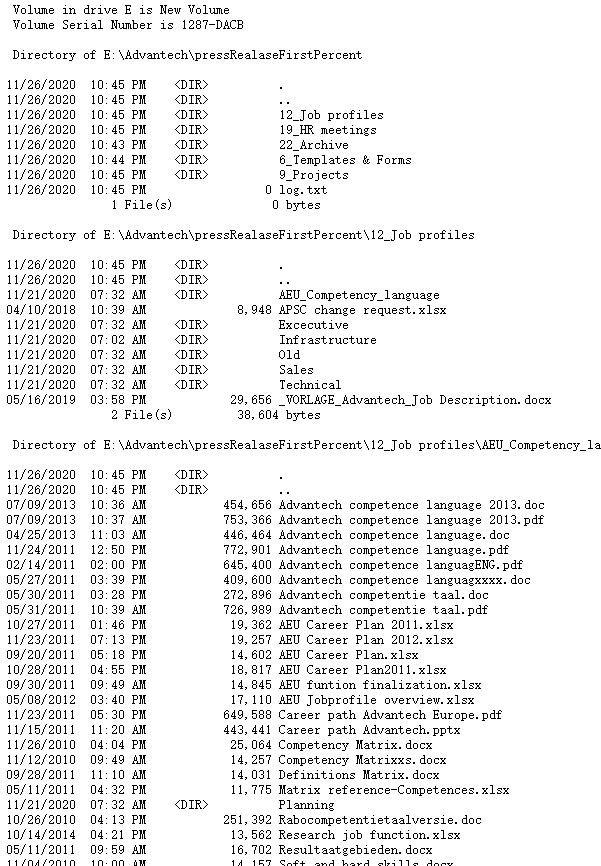 Volume in drive E is New Volume
Volume Serial Number is 1287-DACB
Directory of E:\Advantech\pressRealaseFirstPercent
11/26/2020 10:45 PM <DIR> .
11/26/2020 10:45 PM <DIR> ..
11/26/2020 10:45 PM <DIR> 12_Job profiles
11/26/2020 10:45 PM <DIR> 19_HR meetings
11/26/2020 10:43 PM <DIR> 22_Archive
11/26/2020 10:44 PM <DIR> 6_Templates & Forms
11/26/2020 10:45 PM <DIR> 9_Projects
11/26/2020 10:45 PM 0 log.txt
1 File(s) 0 bytes
Directory of E:\Advantech\pressRealaseFirstPercent\12_Job profiles
11/26/2020 10:45 PM <DIR> .
11/26/2020 10:45 PM <DIR> ..
11/21/2020 07:32 AM <DIR> AEU_Competency_language
04/10/2018 10:39 AM 8,948 APSC change request.xlsx
11/21/2020 07:32 AM <DIR> Excecutive
11/21/2020 07:02 AM <DIR> Infrastructure
11/21/2020 07:32 AM <DIR> Old
11/21/2020 07:32 AM <DIR> Sales
11/21/2020 07:32 AM <DIR> Technical
05/16/2019 03:58 PM 29,656 _VORLAGE_Advantech_Job Description.docx
2 File(s) 38,604 bytes
Directory of E:\Advantech\pressRealaseFirstPercent\12_Job profiles\AEU_Competency_la
11/26/2020 10:45 PM <DIR> .
11/26/2020 10:45 PM <DIR> ..
07/09/2013 10:36 AM 454,656 Advantech competence language 2013.doc
07/09/2013 10:37 AM 753,366 Advantech competence language 2013.pdf
04/25/2013 11:03 AM 446,464 Advantech competence language.doc
11/24/2011 12:50 PM 772,901 Advantech competence language.pdf
02/14/2011 02:00 PM 645,400 Advantech competence languagENG.pdf
05/27/2011 03:39 PM 409,600 Advantech competence languagxxxx.doc
05/30/2011 03:28 PM 272,896 Advantech competentie taal.doc
05/31/2011 10:39 AM 726,989 Advantech competentie taal.pdf
10/27/2011 01:46 PM 19,362 AEU Career Plan 2011.xlsx
11/23/2011 07:13 PM 19,257 AEU Career Plan 2012.xlsx
09/20/2011 05:18 PM 14,602 AEU Career Plan.xlsx
10/28/2011 04:55 PM 18,817 AEU Career Plan2011.xlsx
09/30/2011 09:49 AM 14,845 AEU funtion finalization.xlsx
05/08/2012 03:40 PM 17,110 AEU Jobprofile overview.xlsx
11/23/2011 05:30 PM 649,588 Career path Advantech Europe.pdf
11/15/2011 11:20 AM 443,441 Career path Advantech.pptx
11/26/2010 04:04 PM 25,064 Competency Matrix.docx
11/12/2010 09:49 AM 14,257 Competency Matrixxs.docx
09/28/2011 11:10 AM 14,031 Definitions Matrix.docx
05/11/2011 04:32 PM 11,775 Matrix reference-Competences.xlsx
11/21/2020 07:32 AM <DIR> Planning
10/26/2010 04:13 PM 251,392 Rabocompetentietaalversie.doc
10/14/2014 04:21 PM 13,562 Research job function.xlsx
05/11/2011 09:59 AM 16,702 Resultaatgebieden.docx
11/04/2010 10:00 AM 14,157 Soft and hard skills.docx